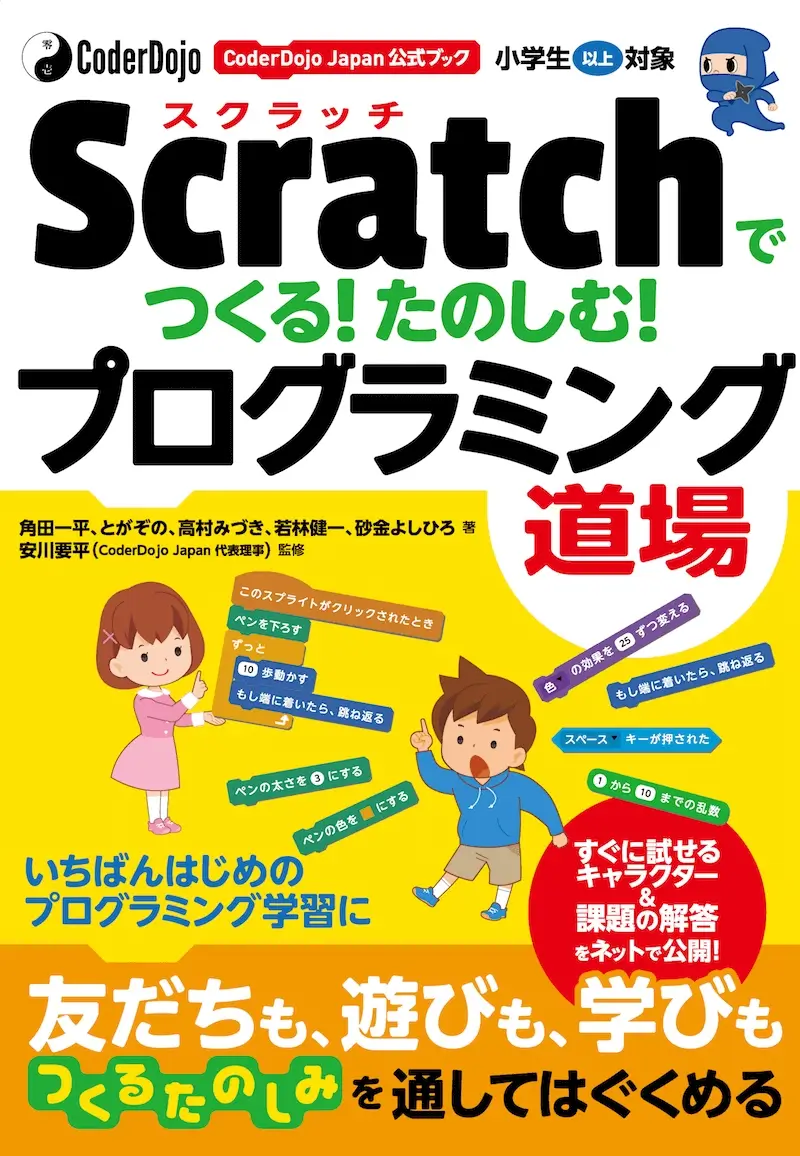 零
壱
CoderDojo
CoderDojo Japan 公式ブック
小学生以上対象
スクラッチ
Scratchで
つくる！たのしむ！
プログラミング
道場
角田一平、とがぞの、高村みづき、若林健一、砂金よしひろ 著
安川要平（CoderDojo Japan 代表理事）監修
このスプライトがクリックされたとき
ペンを下ろす
ずっと
10 歩動かす
もし端に着いたら、跳ね返る
色 の効果を 25 ずつ変える
もし端に着いたら、跳ね返る
スペース キーが押された
ペンの太さを 3 にする
1 から 10 までの乱数
ペンの色を にする
いちばんはじめの
プログラミング学習に
すぐに試せる
キャラクター
&
課題の解答
をネットで公開！
友だちも、遊びも、学びも
つくるたのしみを通してはぐくめる